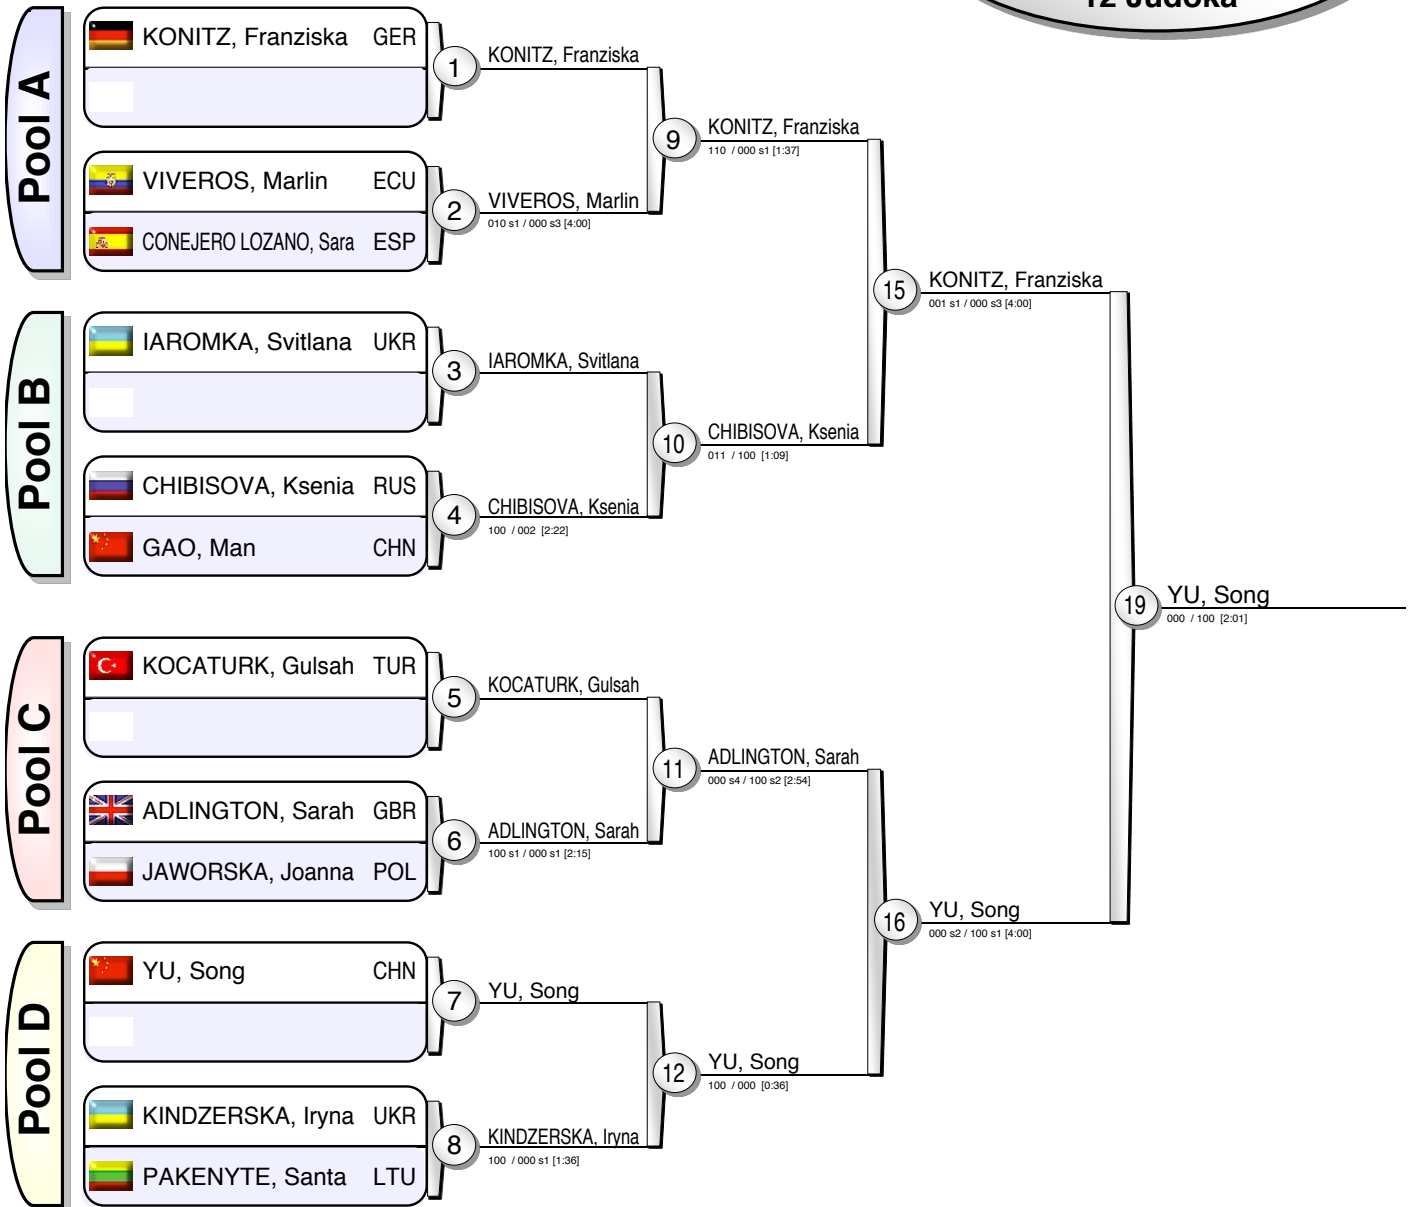 12 Judoka
Pool A
KONITZ, Franziska GER
VIVEROS, Marlin ECU
CONEJERO LOZANO, Sara ESP
1
KONITZ, Franziska
2
VIVEROS, Marlin
010 s1 / 000 s3 [4:00]
9
KONITZ, Franziska
110 / 000 s1 [1:37]
Pool B
IAROMKA, Svitlana UKR
CHIBISOVA, Ksenia RUS
GAO, Man CHN
3
IAROMKA, Svitlana
4
CHIBISOVA, Ksenia
100 / 002 [2:22]
10
CHIBISOVA, Ksenia
011 / 100 [1:09]
15
KONITZ, Franziska
001 s1 / 000 s3 [4:00]
Pool C
KOCATURK, Gulsah TUR
ADLINGTON, Sarah GBR
JAWORSKA, Joanna POL
5
KOCATURK, Gulsah
6
ADLINGTON, Sarah
100 s1 / 000 s1 [2:15]
11
ADLINGTON, Sarah
000 s4 / 100 s2 [2:54]
Pool D
YU, Song CHN
KINDZERSKA, Iryna UKR
PAKENYTE, Santa LTU
7
YU, Song
8
KINDZERSKA, Iryna
100 / 000 s1 [1:36]
12
YU, Song
100 / 000 [0:36]
16
YU, Song
000 s2 / 100 s1 [4:00]
19
YU, Song
000 / 100 [2:01]